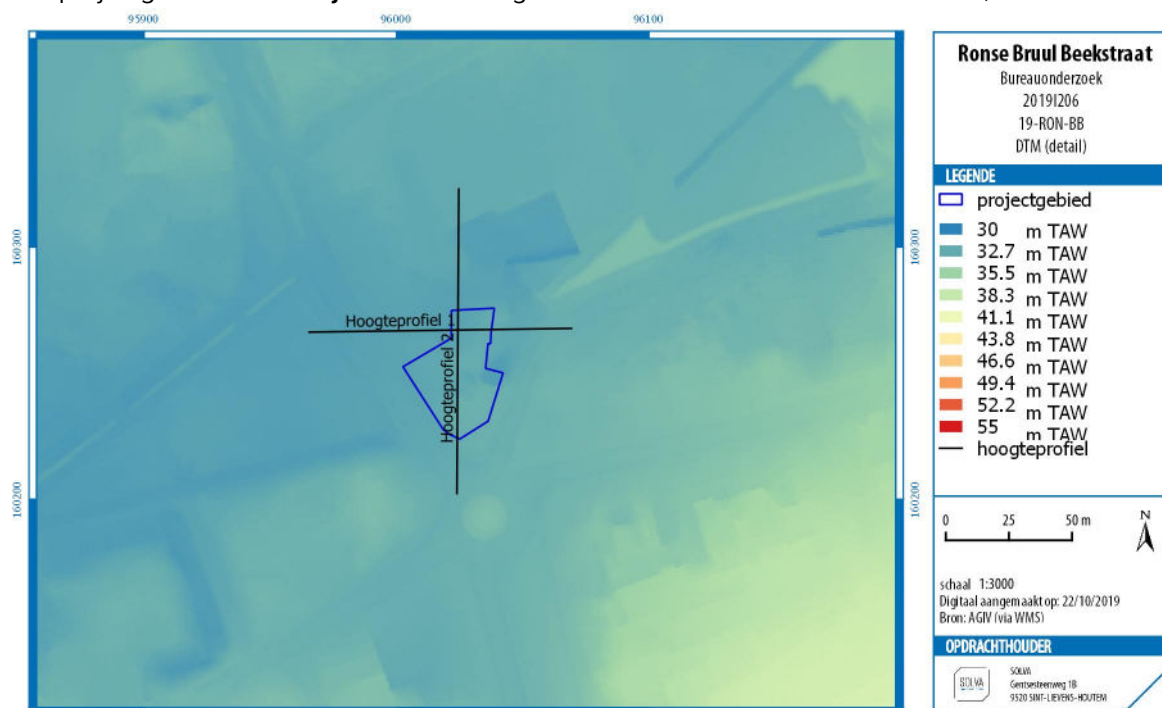 95900
96000
96100
160300
160200
160300
160200
Hoogteprofiel
Hoogteprofiel 2
Ronse Bruul Beekstraat
Bureauonderzoek
2019I206
19-RON-BB
DTM (detail)
LEGENDE
projectgebied
30 m TAW
32.7 m TAW
35.5 m TAW
38.3 m TAW
41.1 m TAW
43.8 m TAW
46.6 m TAW
49.4 m TAW
52.2 m TAW
55 m TAW
hoogteprofiel
0 25 50 m
N
schaal 1:3000
Digitaal aangemaakt op: 22/10/2019
Bron: AGIV (via WMS)
OPDRACHTHOUDER
SOLVA
SOLVA
Gentsesteenweg 1B
9520 SINT-LIEVENS-HOUTEM